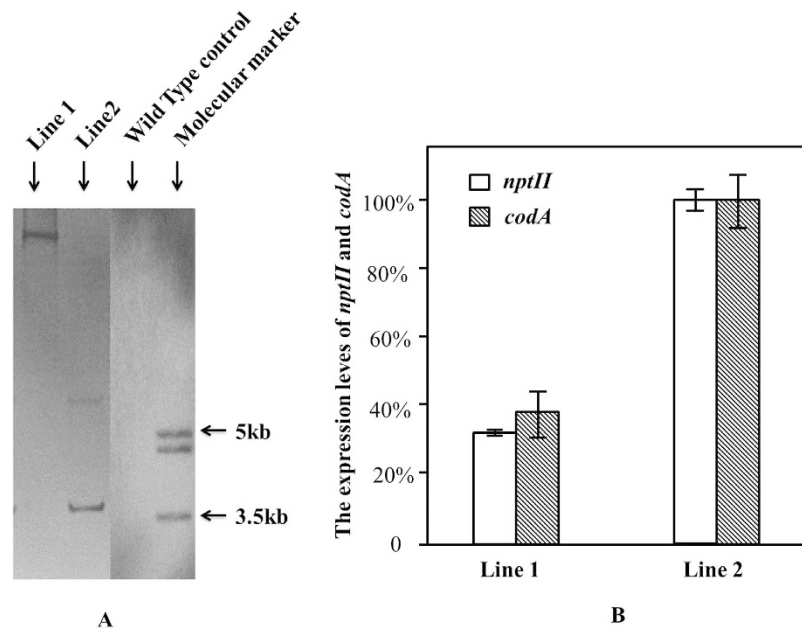 Line 1
Line2
Wild Type control
Molecular marker
5kb
3.5kb
A
The expression leves of nptII and codA
100%
80%
60%
40%
20%
0
nptII
codA
Line 1
Line 2
B